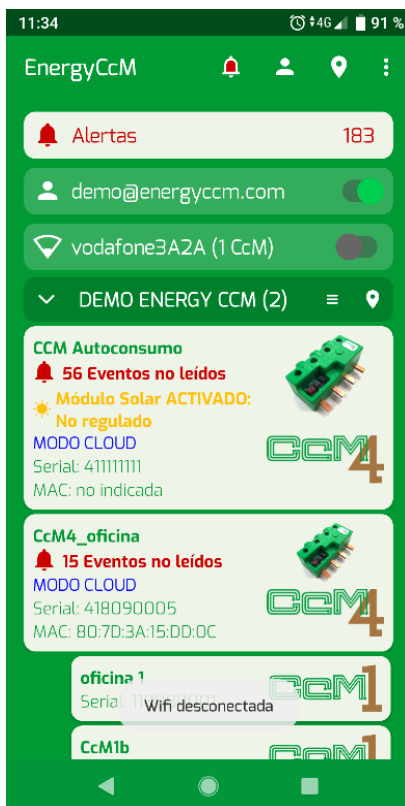 11:34
4G 91 %
EnergyCcM
Alertas 183
demo@energyccm.com
vodafone3A2A (1 CcM)
DEMO ENERGY CCM (2)
CCM Autoconsumo
56 Eventos no leídos
Módulo Solar ACTIVADO:
No regulado
MODO CLOUD
Serial: 411111111
MAC: no indicada
CcM4
CcM4_oficina
15 Eventos no leídos
MODO CLOUD
Serial: 418090005
MAC: 80:7D:3A:15:DD:0C
CcM4
oficina 1
Serial:
CcM1
Wifi desconectada
CcM1b
CcM1